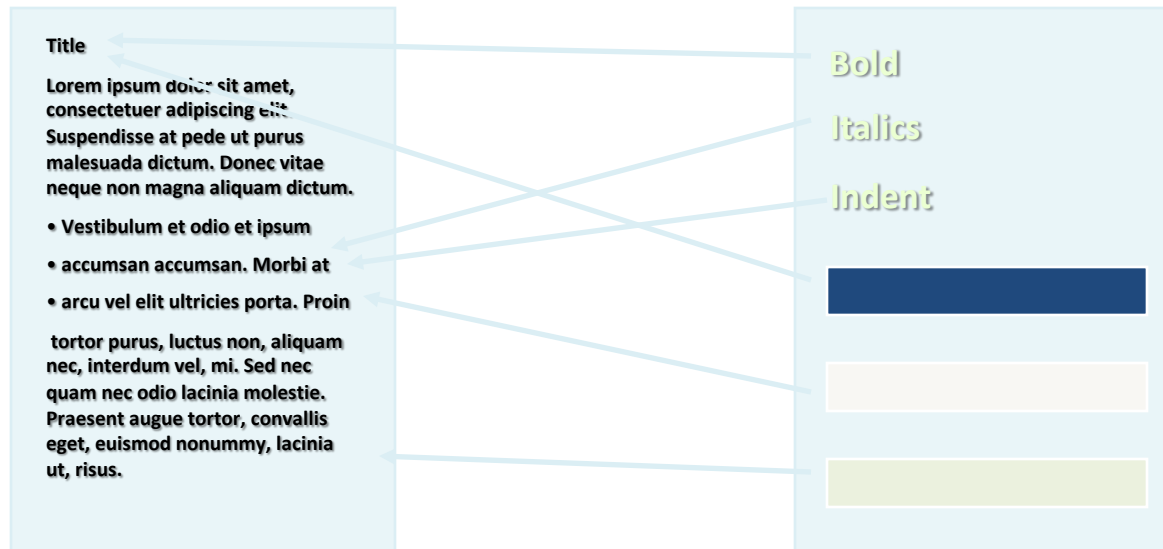 Title
Lorem ipsum dolor sit amet,
consectetuer adipiscing elit.
Suspendisse at pede ut purus
malesuada dictum. Donec vitae
neque non magna aliquam dictum.
• Vestibulum et odio et ipsum
• accumsan accumsan. Morbi at
• arcu vel elit ultricies porta. Proin
tortor purus, luctus non, aliquam
nec, interdum vel, mi. Sed nec
quam nec odio lacinia molestie.
Praesent augue tortor, convallis
eget, euismod nonummy, lacinia
ut, risus.
Bold
Italics
Indent